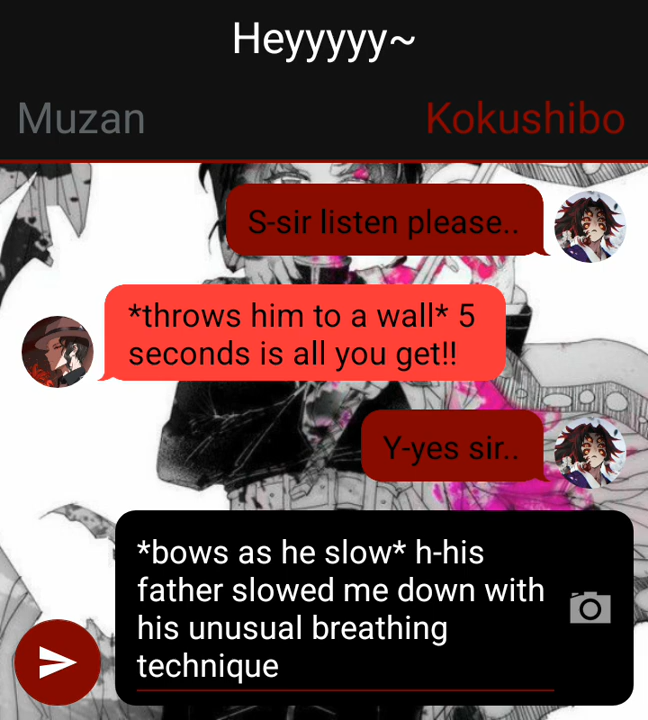 Heyyyyy~
Muzan
Kokushibo
S-sir listen please..
*throws him to a wall* 5
seconds is all you get!!
Y-yes sir..
*bows as he slow* h-his
father slowed me down with
his unusual breathing
technique